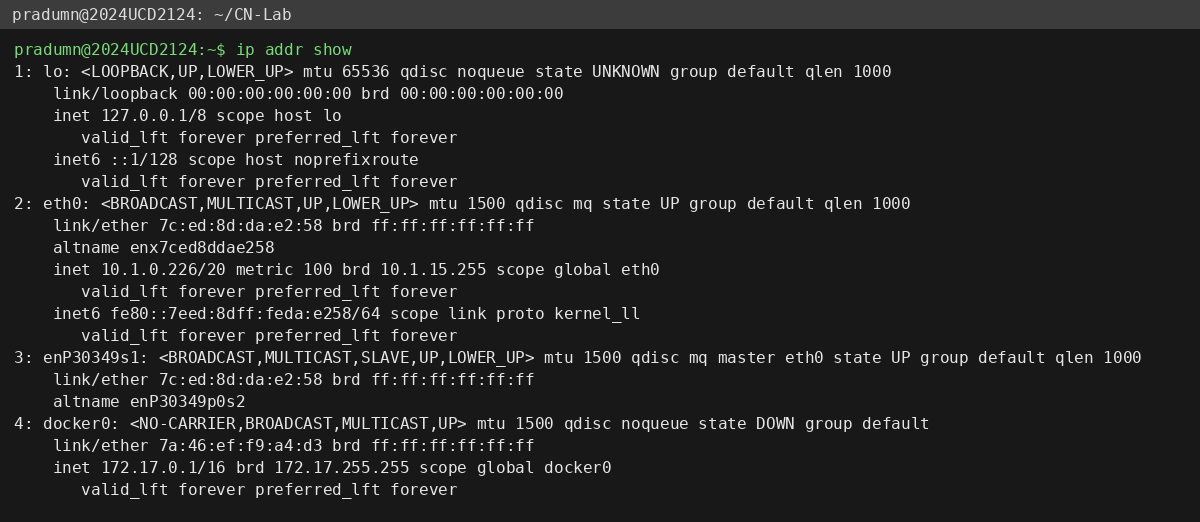 pradumn@2024UCD2124: ~/CN-Lab
pradumn@2024UCD2124:~$ ip addr show
1: lo: <LOOPBACK,UP,LOWER_UP> mtu 65536 qdisc noqueue state UNKNOWN group default qlen 1000
    link/loopback 00:00:00:00:00:00 brd 00:00:00:00:00:00
    inet 127.0.0.1/8 scope host lo
       valid_lft forever preferred_lft forever
    inet6 ::1/128 scope host noprefixroute
       valid_lft forever preferred_lft forever
2: eth0: <BROADCAST,MULTICAST,UP,LOWER_UP> mtu 1500 qdisc mq state UP group default qlen 1000
    link/ether 7c:ed:8d:da:e2:58 brd ff:ff:ff:ff:ff:ff
    altname enx7ced8ddae258
    inet 10.1.0.226/20 metric 100 brd 10.1.15.255 scope global eth0
       valid_lft forever preferred_lft forever
    inet6 fe80::7eed:8dff:feda:e258/64 scope link proto kernel_ll
       valid_lft forever preferred_lft forever
3: enP30349s1: <BROADCAST,MULTICAST,SLAVE,UP,LOWER_UP> mtu 1500 qdisc mq master eth0 state UP group default qlen 1000
    link/ether 7c:ed:8d:da:e2:58 brd ff:ff:ff:ff:ff:ff
    altname enP30349p0s2
4: docker0: <NO-CARRIER,BROADCAST,MULTICAST,UP> mtu 1500 qdisc noqueue state DOWN group default
    link/ether 7a:46:ef:f9:a4:d3 brd ff:ff:ff:ff:ff:ff
    inet 172.17.0.1/16 brd 172.17.255.255 scope global docker0
       valid_lft forever preferred_lft forever